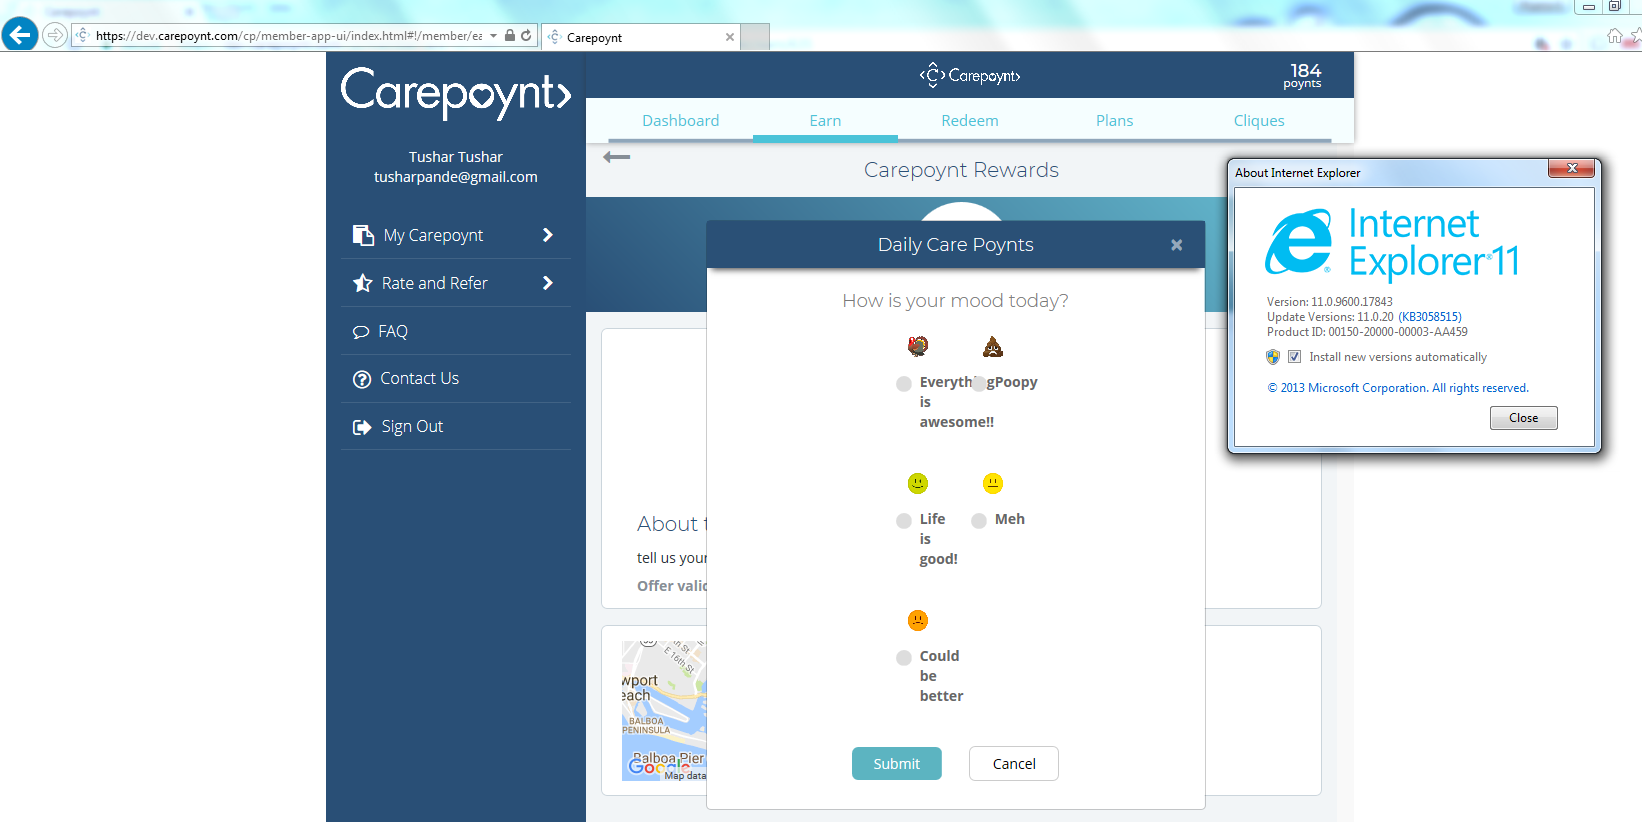 https://dev.carepoynt.com/cp/member-app-ui/index.html#!/member/ea
Carepoynt
Carepoynt
Tushar Tushar
tusharpande@gmail.com
My Carepoynt
Rate and Refer
FAQ
Contact Us
Sign Out
Carepoynt
184
poynts
Dashboard
Earn
Redeem
Plans
Cliques
Carepoynt Rewards
Daily Care Poynts
×
How is your mood today?
Everything
is
awesome!!
Poopy
Life
is
good!
Meh
Could
be
better
Submit
Cancel
About t
tell us your
Offer valid
E 16th St
wport
each
BALBOA
PENINSULA
Balboa Pier
Google
Map data
About Internet Explorer
Internet
Explorer®11
Version: 11.0.9600.17843
Update Versions: 11.0.20 (KB3058515)
Product ID: 00150-20000-00003-AA459
Install new versions automatically
© 2013 Microsoft Corporation. All rights reserved.
Close